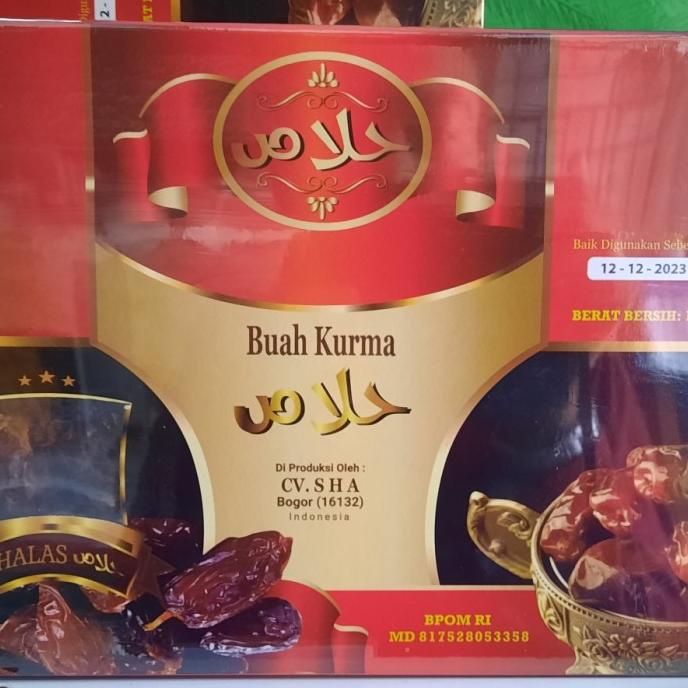 حلاص
Baik Digunakan Sebe
12 - 12 - 2023
BERAT BERSIH:
Buah Kurma
حلاص
Di Produksi Oleh :
CV. S H A
Bogor (16132)
Indonesia
HALAS حلاص
BPOM RI
MD 817528053358